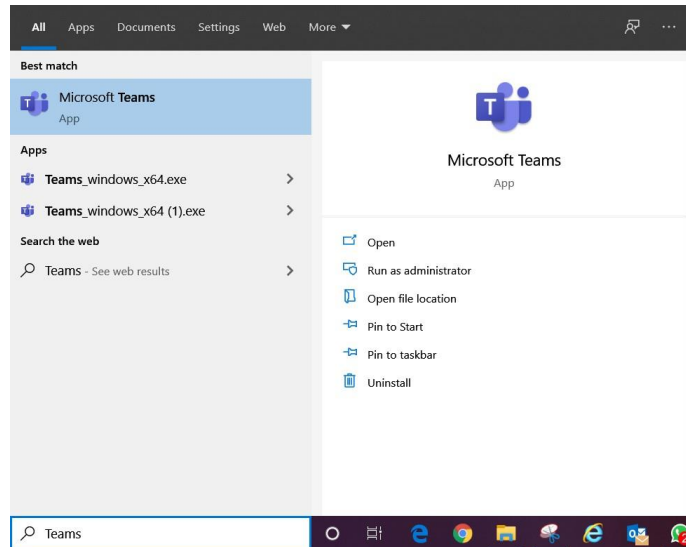 All Apps Documents Settings Web More
Best match
Microsoft Teams
App
Apps
Teams_windows_x64.exe
Teams_windows_x64 (1).exe
Search the web
Teams - See web results
Microsoft Teams
App
Open
Run as administrator
Open file location
Pin to Start
Pin to taskbar
Uninstall
Teams